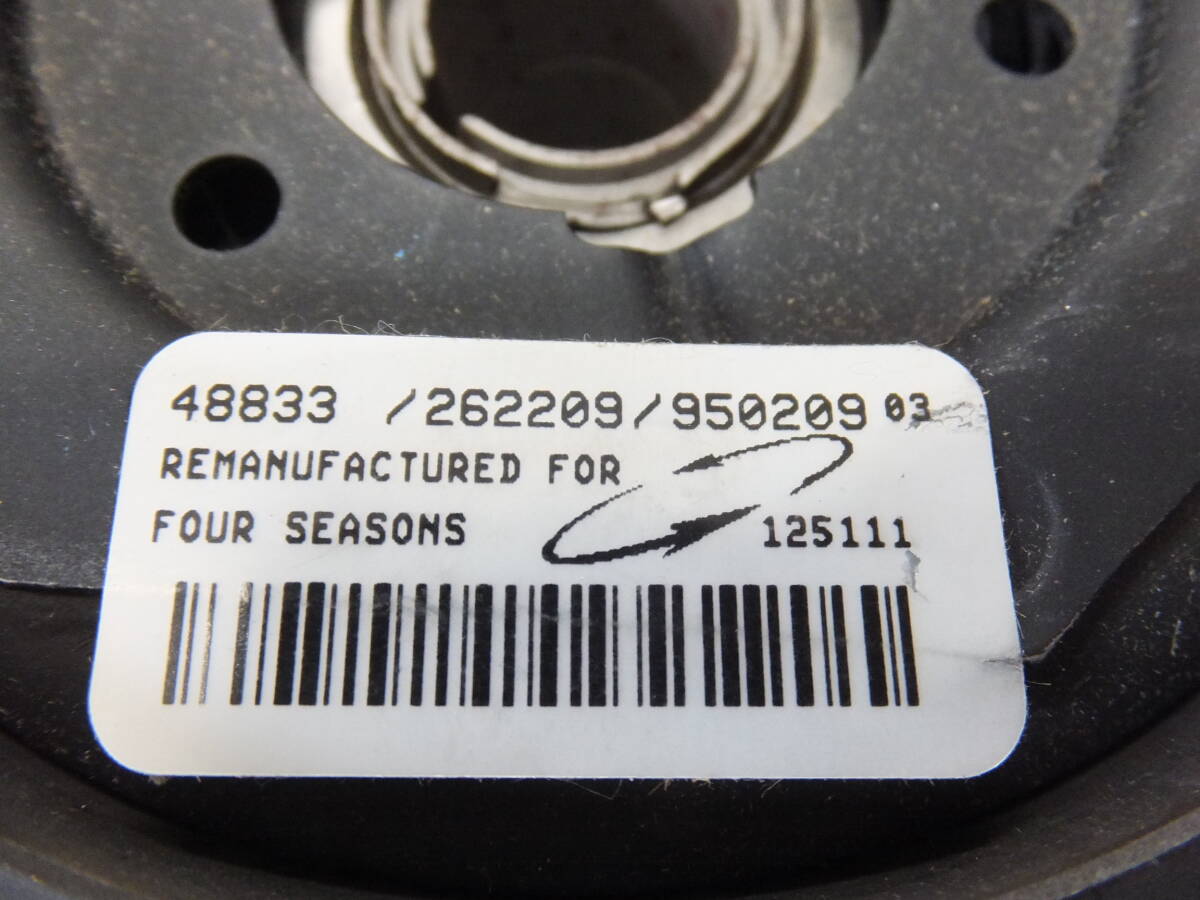 48833 /262209/950209 03
REMANUFACTURED FOR
FOUR SEASONS 125111